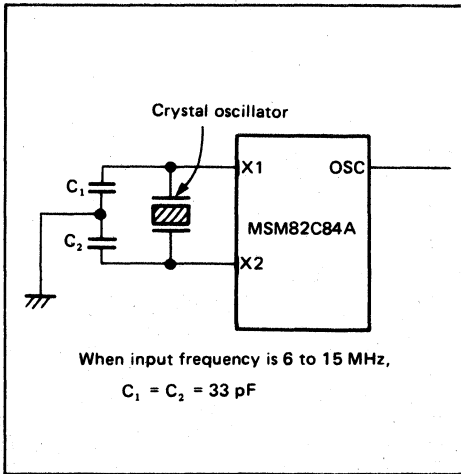 Crystal oscillator
C₁
X1
OSC
MSM82C84A
C₂
X2
When input frequency is 6 to 15 MHz,
C₁ = C₂ = 33 pF